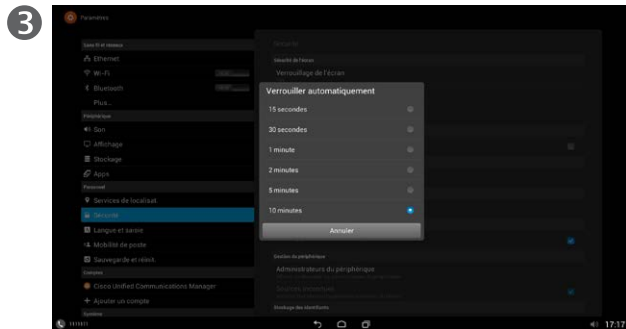 3
Paramètres
Sans fil et réseaux
Ethernet
Wi-Fi
Bluetooth
Plus...
Périphérique
Son
Affichage
Stockage
Apps
Personnel
Services de localisat.
Sécurité
Langue et saisie
Mobilité de poste
Sauvegarde et réinit.
Comptes
Cisco Unified Communications Manager
Ajouter un compte
Système
Sécurité
Sécurité de l'écran
Verrouillage de l'écran
Verrouiller automatiquement
15 secondes
30 secondes
1 minute
2 minutes
5 minutes
10 minutes
Annuler
Gestion du périphérique
Administrateurs du périphérique
Sources inconnues
Stockage des identifiants
17:17